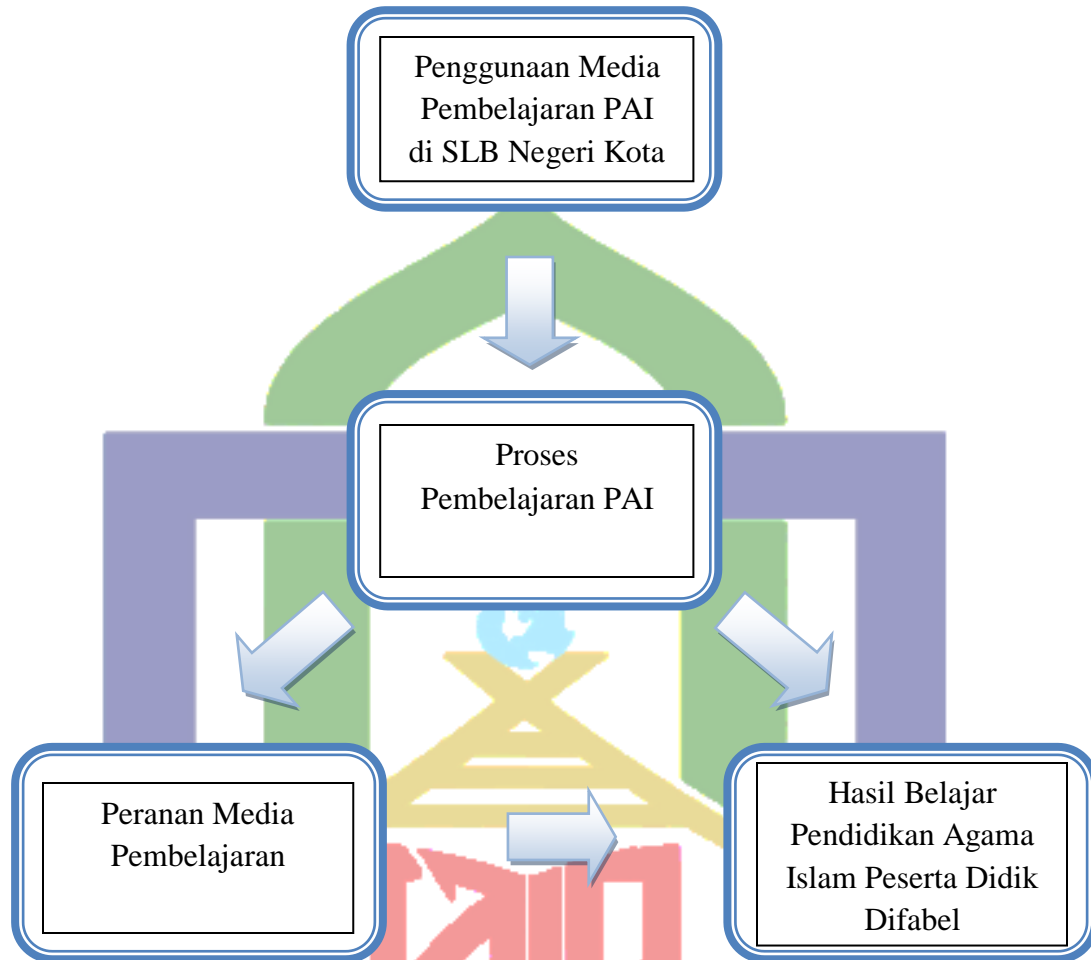 Penggunaan Media
Pembelajaran PAI
di SLB Negeri Kota
Proses
Pembelajaran PAI
Peranan Media
Pembelajaran
Hasil Belajar
Pendidikan Agama
Islam Peserta Didik
Difabel